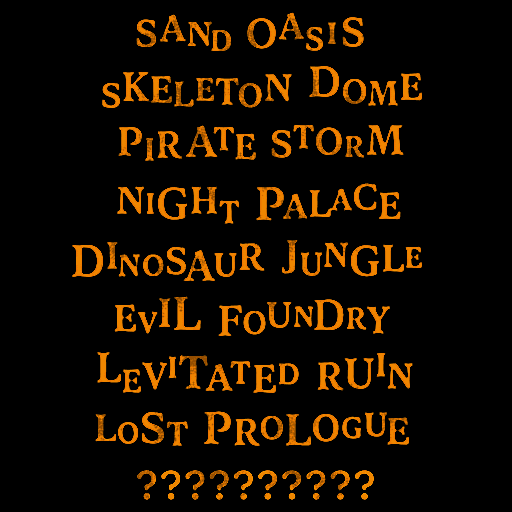 Sand Oasis
Skeleton Dome
Pirate Storm
Night Palace
Dinosaur Jungle
Evil Foundry
Levitated Ruin
Lost Prologue
??????????